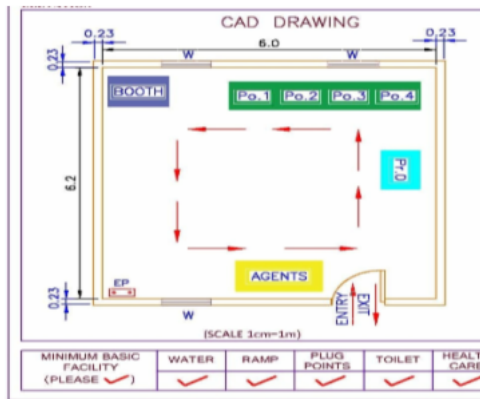 CAD DRAWING
0.23
6.0
0.23
0.23
W
W
BOOTH
Po.1
Po.2
Po.3
Po.4
6.2
Pr.O
EP
AGENTS
0.23
W
ENTRY
EXIT
(SCALE 1cm=1m)
MINIMUM BASIC
FACILITY
(PLEASE ✓)
WATER
RAMP
PLUG
POINTS
TOILET
HEALT
CARE